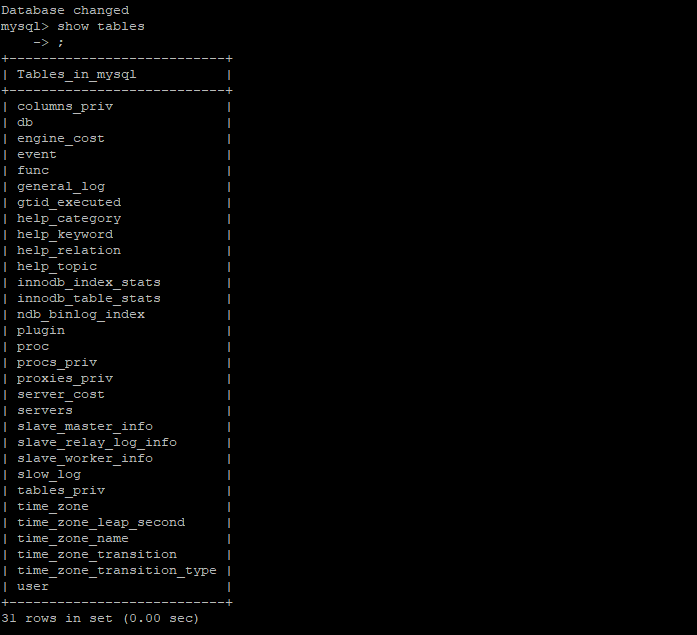 Database changed
mysql> show tables
    -> ;
+---------------------------+
| Tables_in_mysql           |
+---------------------------+
| columns_priv              |
| db                        |
| engine_cost               |
| event                     |
| func                      |
| general_log               |
| gtid_executed             |
| help_category             |
| help_keyword              |
| help_relation             |
| help_topic                |
| innodb_index_stats        |
| innodb_table_stats        |
| ndb_binlog_index          |
| plugin                    |
| proc                      |
| procs_priv                |
| proxies_priv              |
| server_cost               |
| servers                   |
| slave_master_info         |
| slave_relay_log_info      |
| slave_worker_info         |
| slow_log                  |
| tables_priv               |
| time_zone                 |
| time_zone_leap_second     |
| time_zone_name            |
| time_zone_transition      |
| time_zone_transition_type |
| user                      |
+---------------------------+
31 rows in set (0.00 sec)